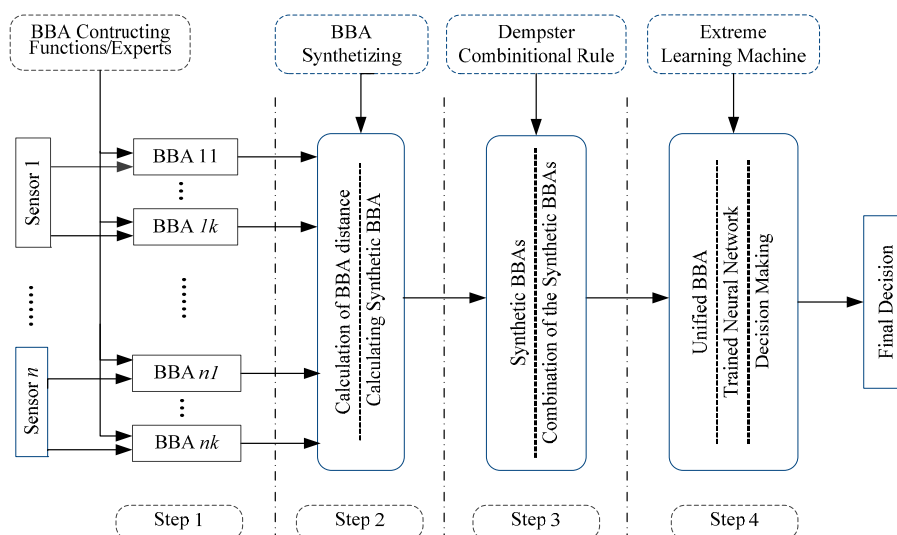 BBA Contructing
Functions/Experts
BBA
Synthetizing
Dempster
Combinitional Rule
Extreme
Learning Machine
Sensor 1
BBA 11
...
BBA 1k
......
......
Sensor n
BBA n1
...
BBA nk
Calculation of BBA distance
Calculating Synthetic BBA
Synthetic BBAs
Combination of the Synthetic BBAs
Unified BBA
Trained Neural Network
Decision Making
Final Decision
Step 1
Step 2
Step 3
Step 4